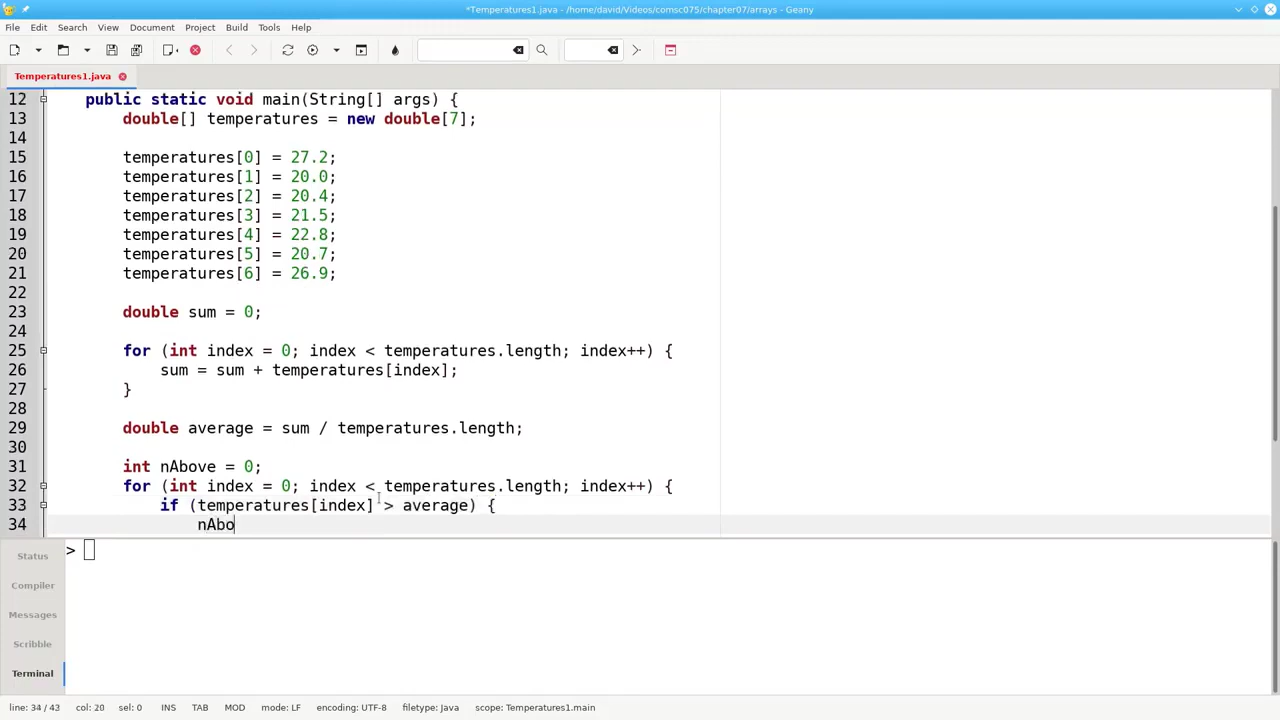 *Temperatures1.java - /home/david/Videos/comsc075/chapter07/arrays - Geany
File Edit Search View Document Project Build Tools Help
Temperatures1.java
12 public static void main(String[] args) {
13 double[] temperatures = new double[7];
14
15 temperatures[0] = 27.2;
16 temperatures[1] = 20.0;
17 temperatures[2] = 20.4;
18 temperatures[3] = 21.5;
19 temperatures[4] = 22.8;
20 temperatures[5] = 20.7;
21 temperatures[6] = 26.9;
22
23 double sum = 0;
24
25 for (int index = 0; index < temperatures.length; index++) {
26 sum = sum + temperatures[index];
27 }
28
29 double average = sum / temperatures.length;
30
31 int nAbove = 0;
32 for (int index = 0; index < temperatures.length; index++) {
33 if (temperatures[index] > average) {
34 nAbo
Status
Compiler
Messages
Scribble
Terminal
>
line: 34 / 43 col: 20 sel: 0 INS TAB MOD mode: LF encoding: UTF-8 filetype: Java scope: Temperatures1.main